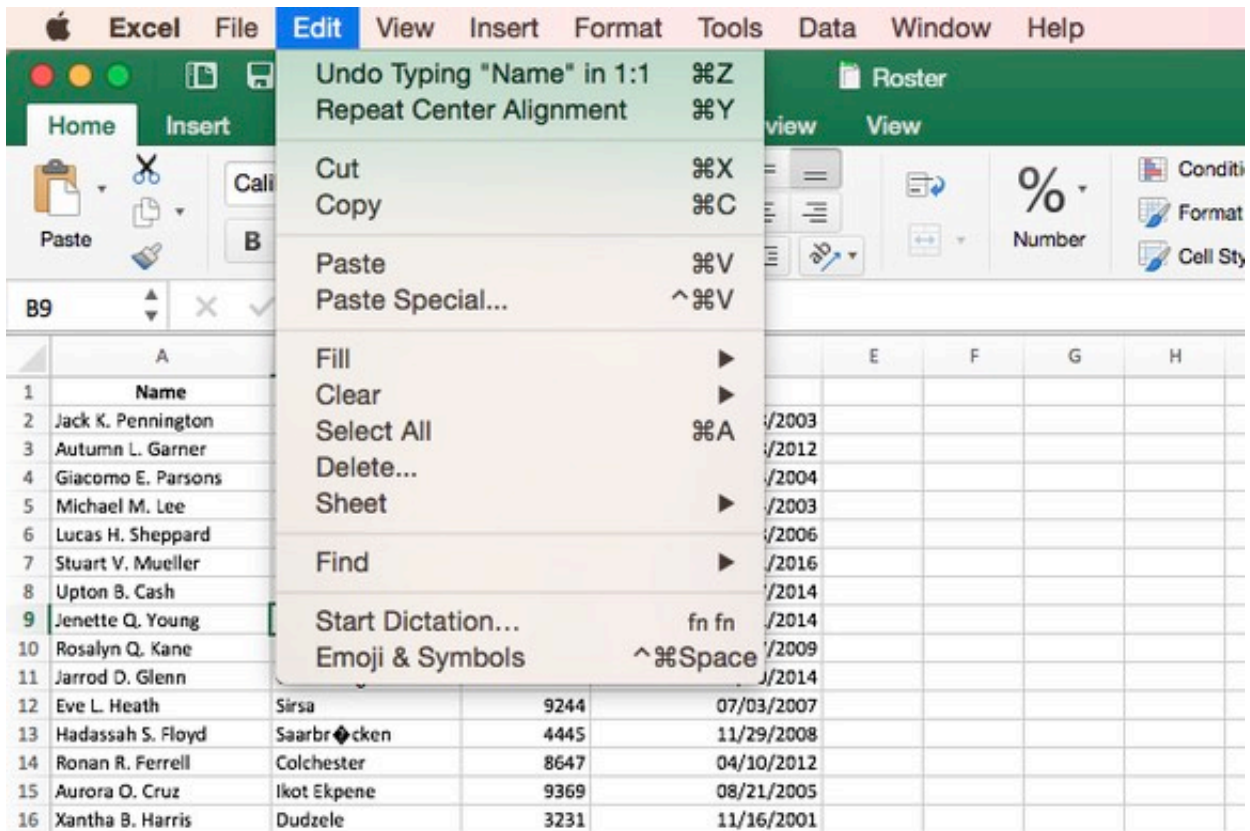 Excel File Edit View Insert Format Tools Data Window Help
Roster
Home Insert view View
Undo Typing "Name" in 1:1 ⌘Z
Repeat Center Alignment ⌘Y
Cut ⌘X
Copy ⌘C
Paste ⌘V
Paste Special... ^⌘V
Fill ▶
Clear ▶
Select All ⌘A
Delete...
Sheet ▶
Find ▶
Start Dictation... fn fn
Emoji & Symbols ^⌘Space
Paste
Cali
B
%
Number
Conditi
Format
Cell Sty
B9
A E F G H
1 Name
2 Jack K. Pennington /2003
3 Autumn L. Garner /2012
4 Giacomo E. Parsons /2004
5 Michael M. Lee /2003
6 Lucas H. Sheppard /2006
7 Stuart V. Mueller /2016
8 Upton B. Cash /2014
9 Jenette Q. Young /2014
10 Rosalyn Q. Kane /2009
11 Jarrod D. Glenn /2014
12 Eve L. Heath Sirsa 9244 07/03/2007
13 Hadassah S. Floyd Saarbr�cken 4445 11/29/2008
14 Ronan R. Ferrell Colchester 8647 04/10/2012
15 Aurora O. Cruz Ikot Ekpene 9369 08/21/2005
16 Xantha B. Harris Dudzele 3231 11/16/2001